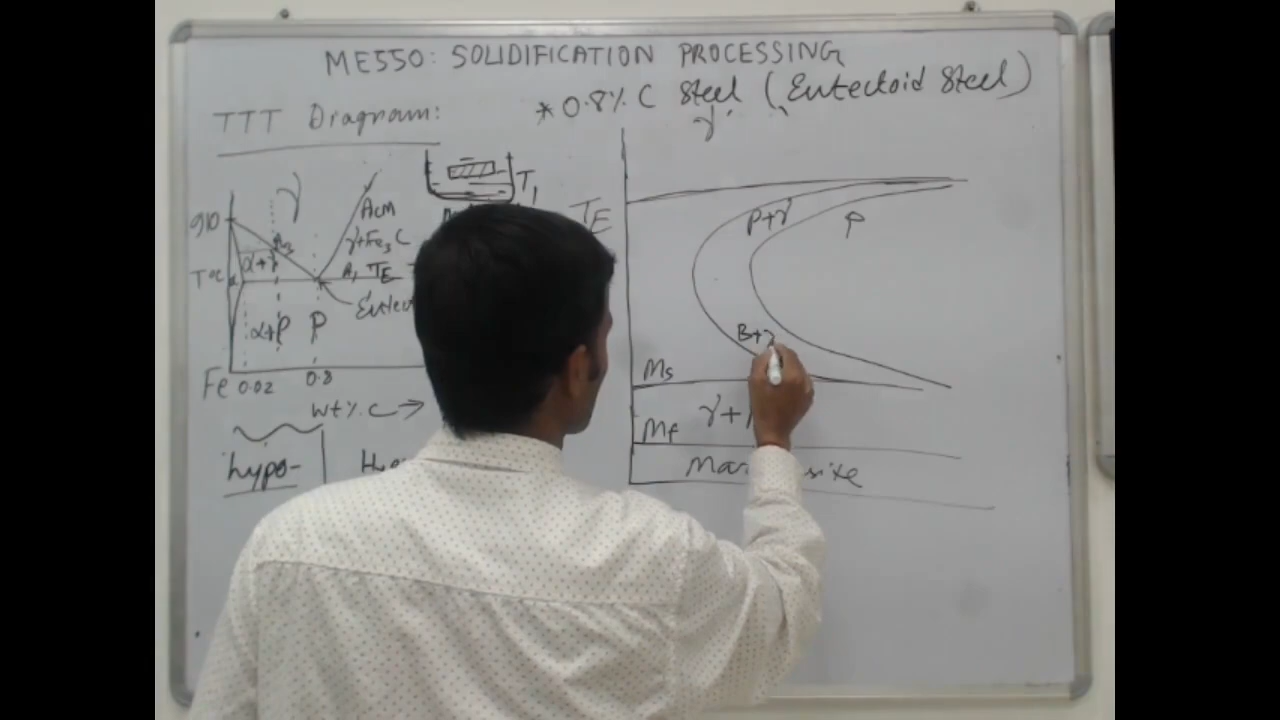 ME550: SOLIDIFICATION PROCESSING
TTT Diagram:
* 0.8% C Steel (Eutectoid Steel)
γ
γ
T₁
910
Acm
γ+Fe₃C
A₃
α+γ
T°C
α
A₁ TE
α+P
P
Fe 0.02
0.8
Wt% C →
hypo-
TE
P+γ
P
B+γ
Ms
γ+
Mf